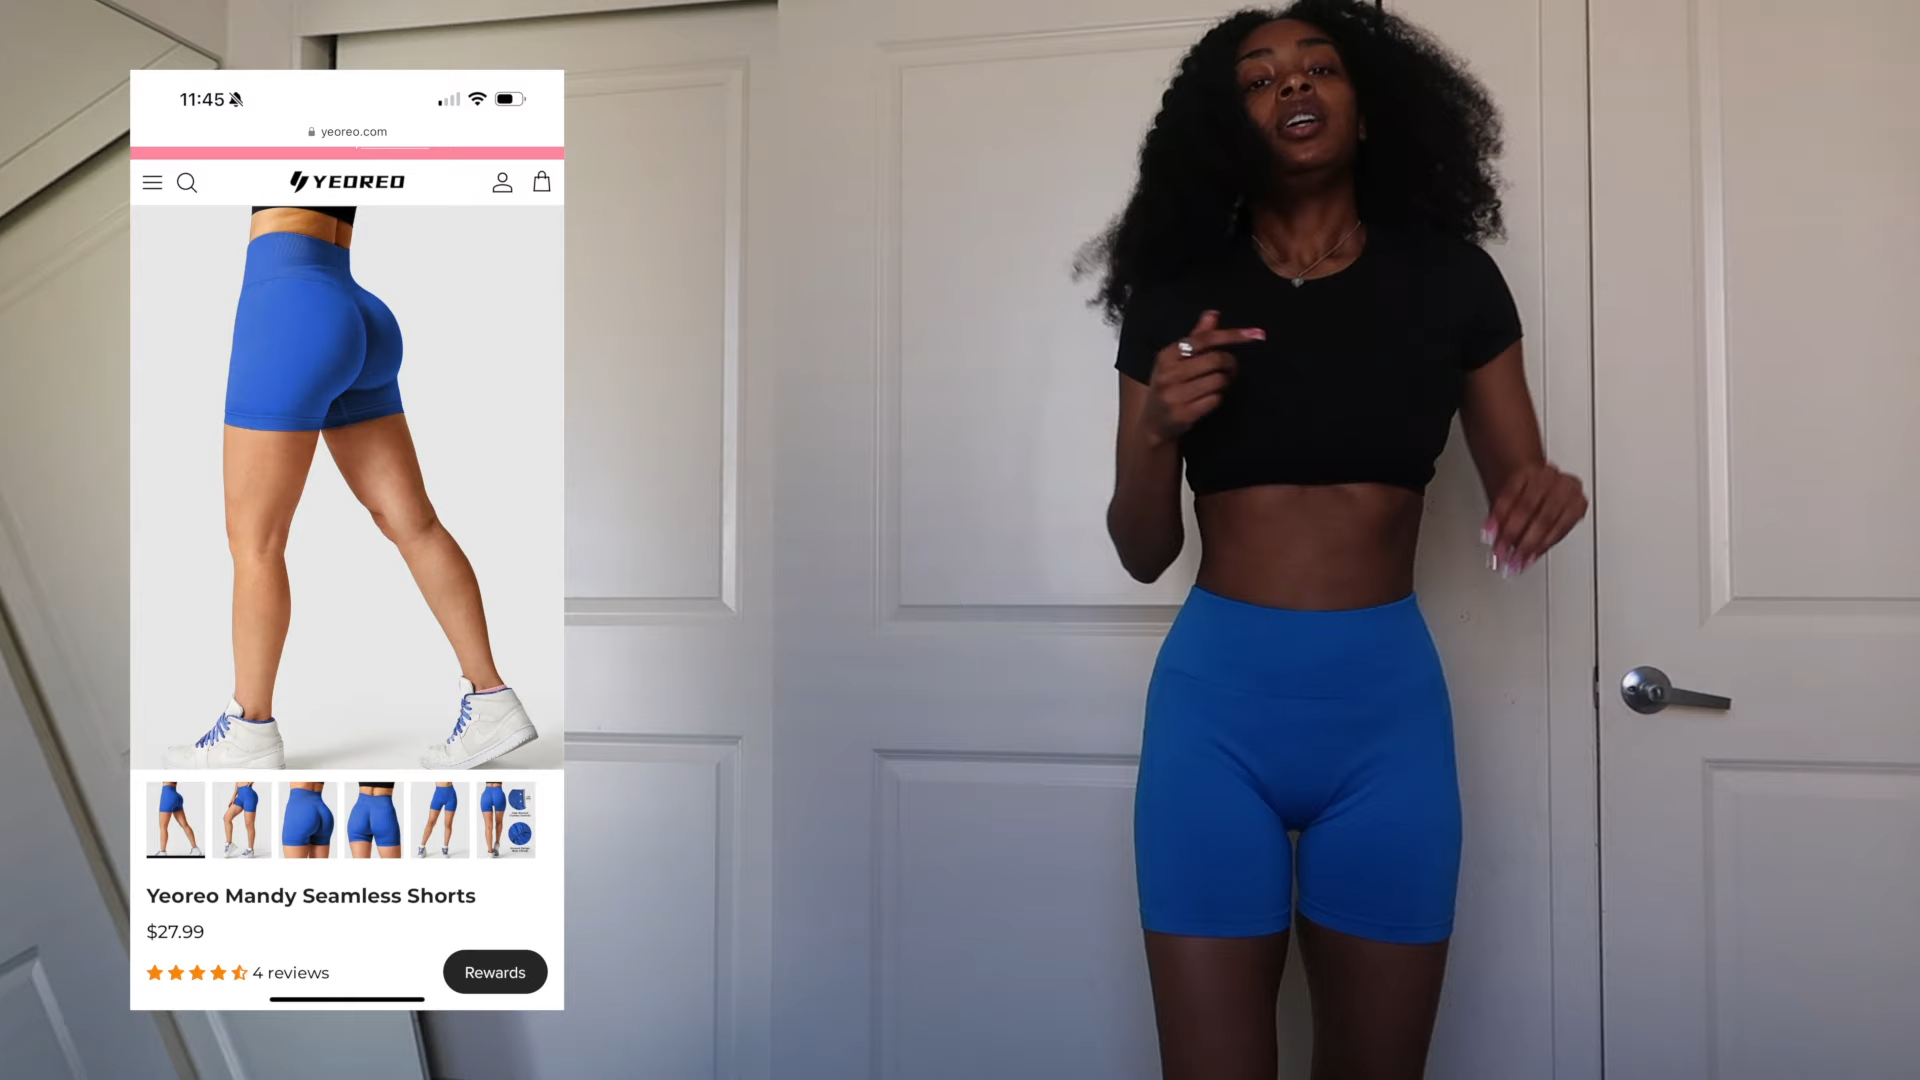 11:45
yeoreo.com
YEOREO
Yeoreo Mandy Seamless Shorts
$27.99
4 reviews
Rewards